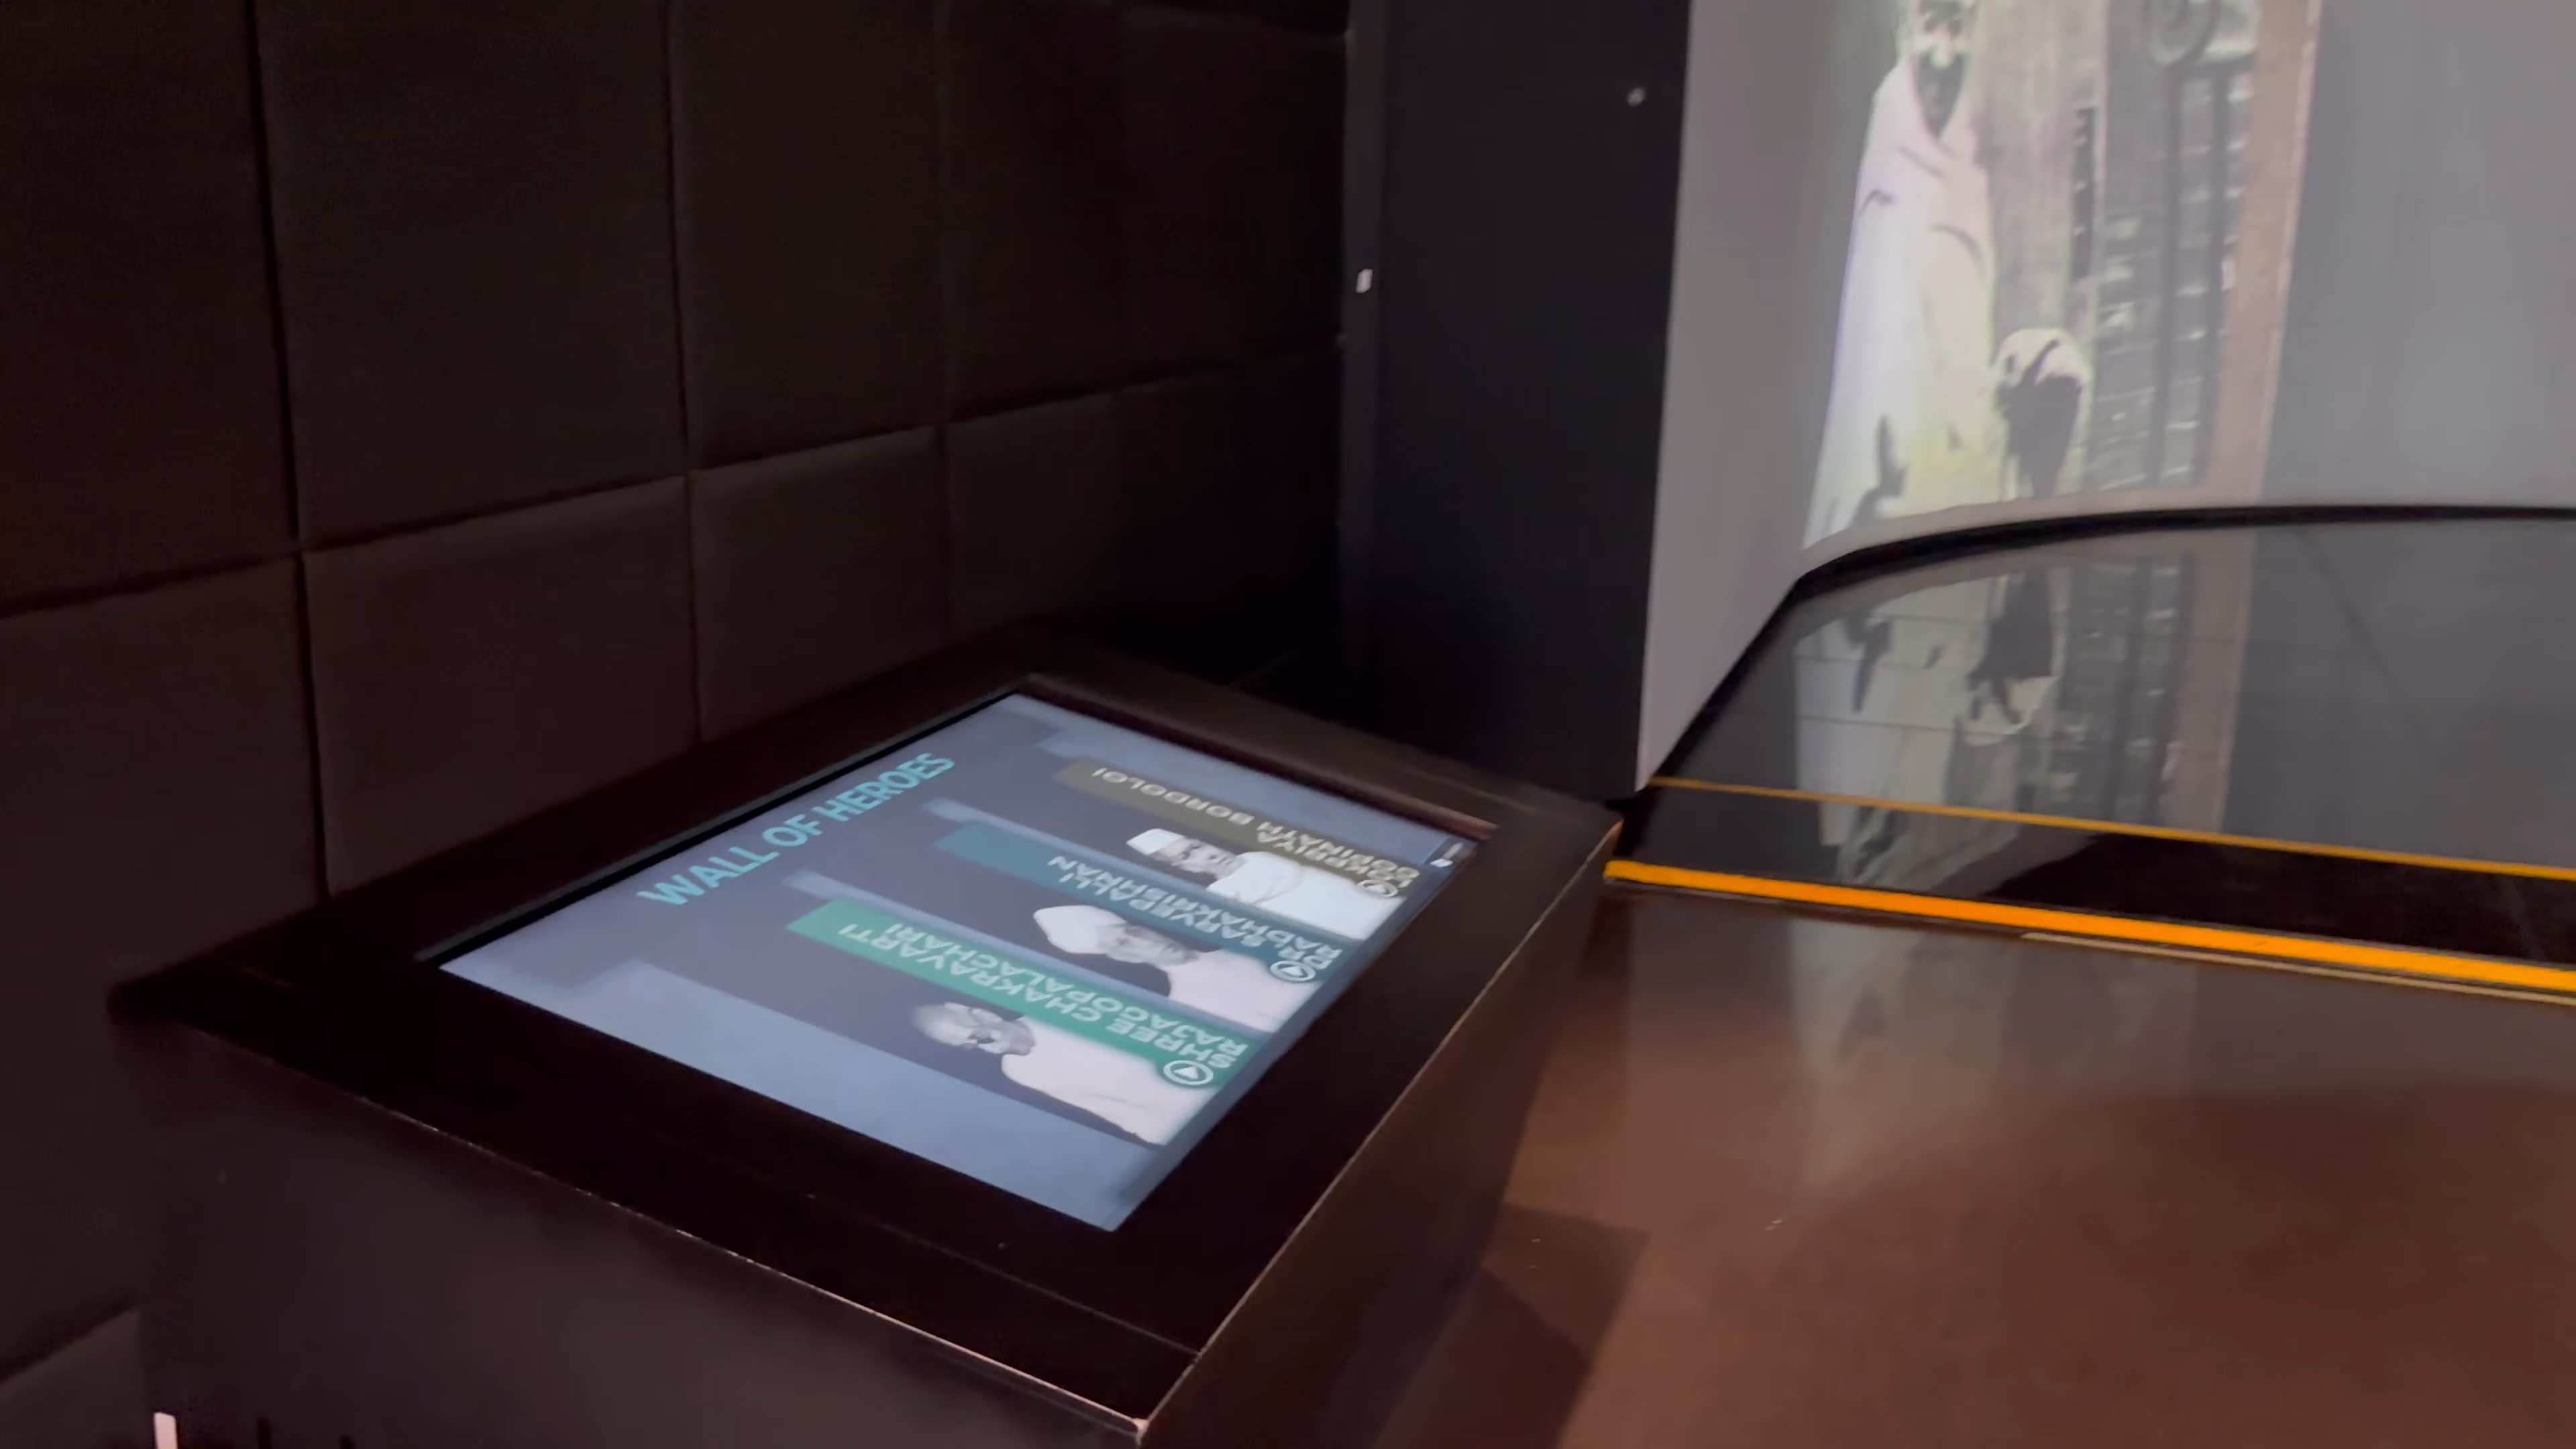 WALL OF HEROES
SHREE CHAKRAVARTI
RAJAGOPALACHARI
DR. SARVEPALLI
RADHAKRISHNAN
LOKPRIYA
GOPINATH BORDOLOI